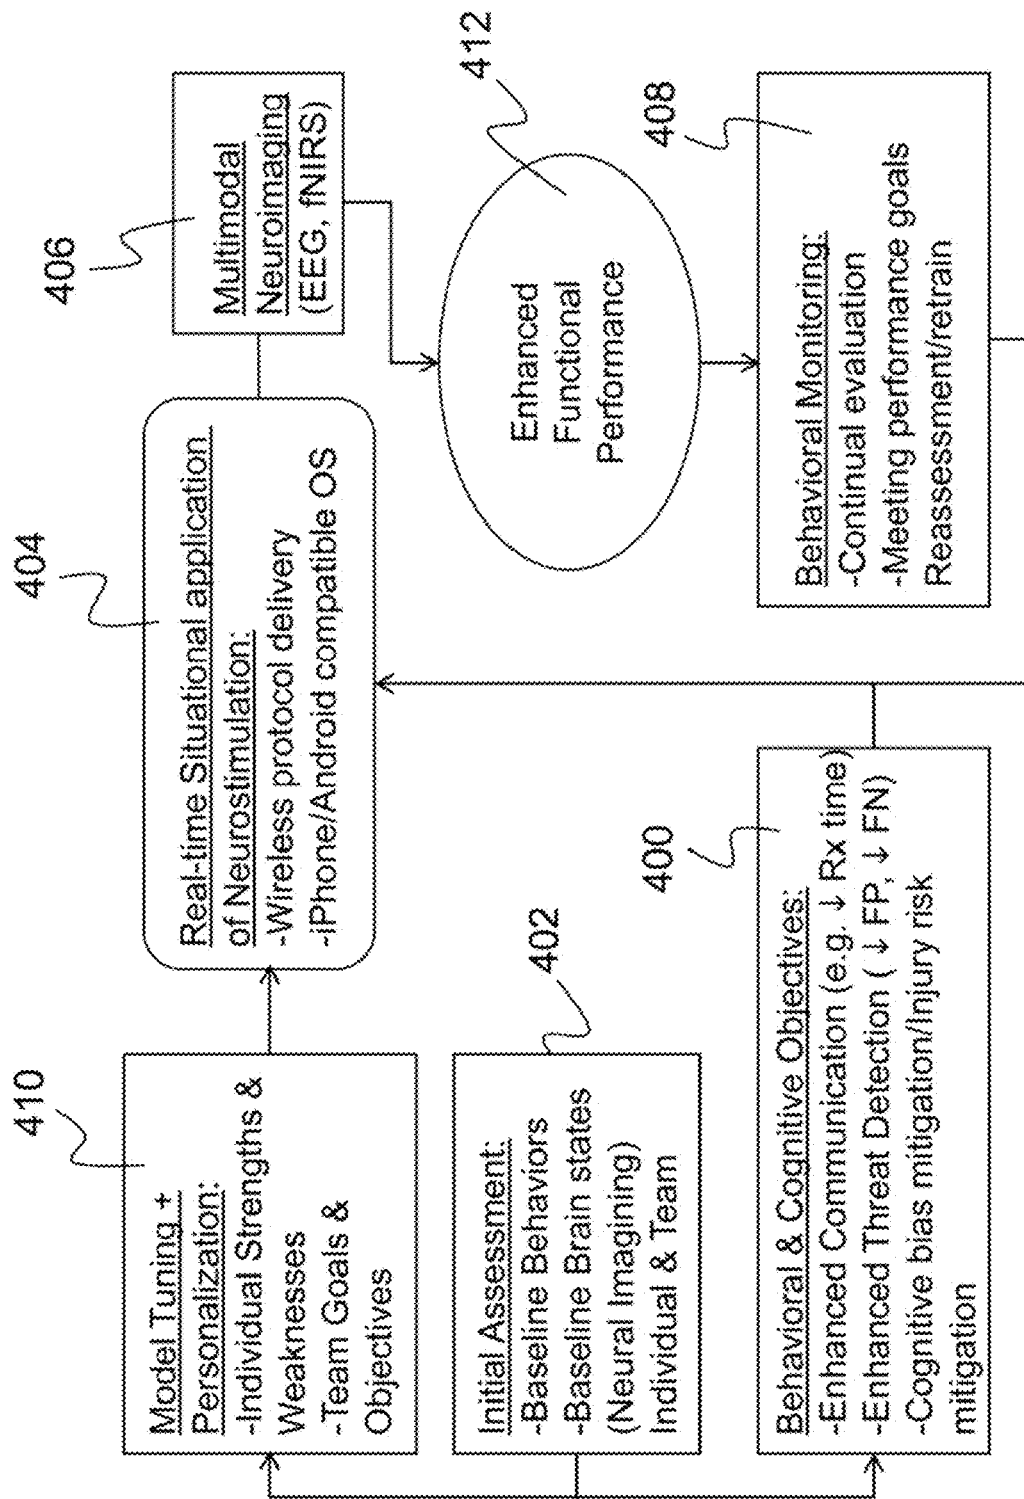 410
Model Tuning +
Personalization:
-Individual Strengths &
Weaknesses
-Team Goals &
Objectives
402
Initial Assessment:
-Baseline Behaviors
-Baseline Brain states
(Neural Imagining)
Individual & Team
400
Behavioral & Cognitive Objectives:
-Enhanced Communication (e.g. ↓ Rx time)
-Enhanced Threat Detection ( ↓ FP, ↓ FN)
-Cognitive bias mitigation/Injury risk
mitigation
404
Real-time Situational application
of Neurostimulation:
-Wireless protocol delivery
-iPhone/Android compatible OS
406
Multimodal
Neuroimaging
(EEG, fNIRS)
412
Enhanced
Functional
Performance
408
Behavioral Monitoring:
-Continual evaluation
-Meeting performance goals
Reassessment/retrain